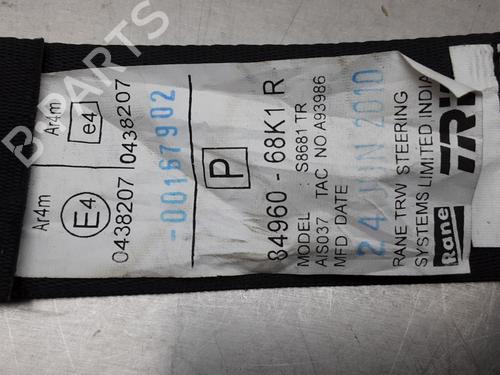 Ar4m
e4
0438207
Ar4m
E4
0438207
-00167902
P
84960 - 68K1 R
MODEL : S8681 TR
AIS037 TAC NO A93986
MFD DATE
24 JUN 2010
RANE TRW STEERING
SYSTEMS LIMITED INDIA
Rane
TRW
B-PARTS